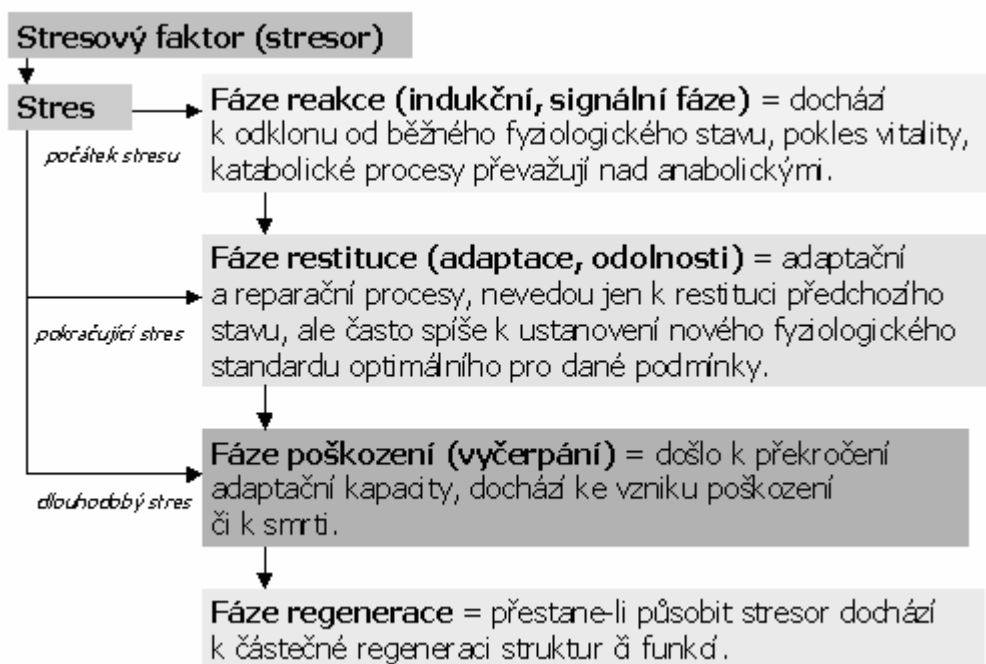 Stresový faktor (stresor)
Stres
počátek stresu
Fáze reakce (indukční, signální fáze) = dochází
k odklonu od běžného fyziologického stavu, pokles vitality,
katabolické procesy převažují nad anabolickými.
Fáze restituce (adaptace, odolnosti) = adaptační
a reparační procesy, nevedou jen k restituci předchozího
stavu, ale často spíše k ustanovení nového fyziologického
standardu optimálního pro dané podmínky.
pokračující stres
Fáze poškození (vyčerpání) = došlo k překročení
adaptační kapacity, dochází ke vzniku poškození
či k smrti.
dlouhodobý stres
Fáze regenerace = přestane-li působit stresor dochází
k částečné regeneraci struktur či funkcí.